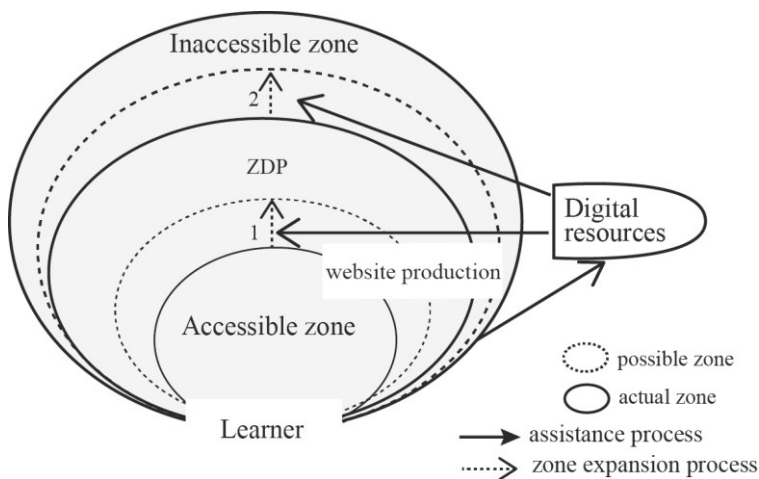 Inaccessible zone
2
ZDP
1
Digital
resources
website production
Accessible zone
Learner
possible zone
actual zone
assistance process
zone expansion process